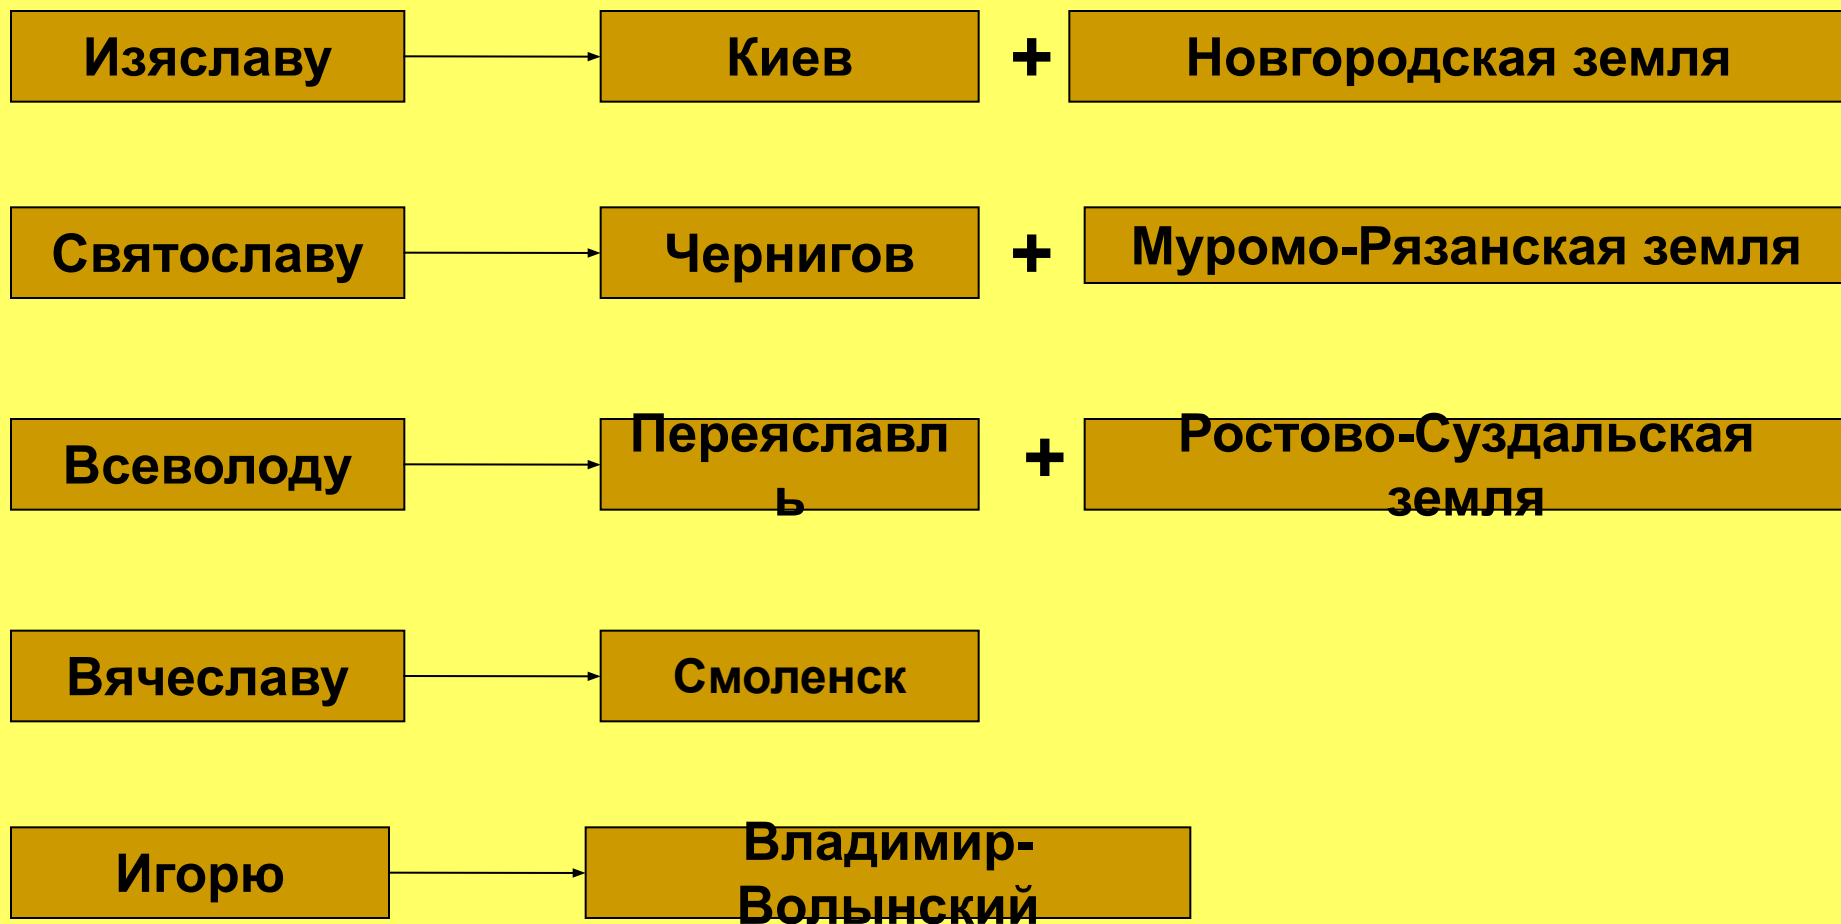 Изяславу Киев + Новгородская земля
Святославу Чернигов + Муромо-Рязанская земля
Всеволоду Переяславл
ь + Ростово-Суздальская
земля
Вячеславу Смоленск
Игорю Владимир-
Волынский